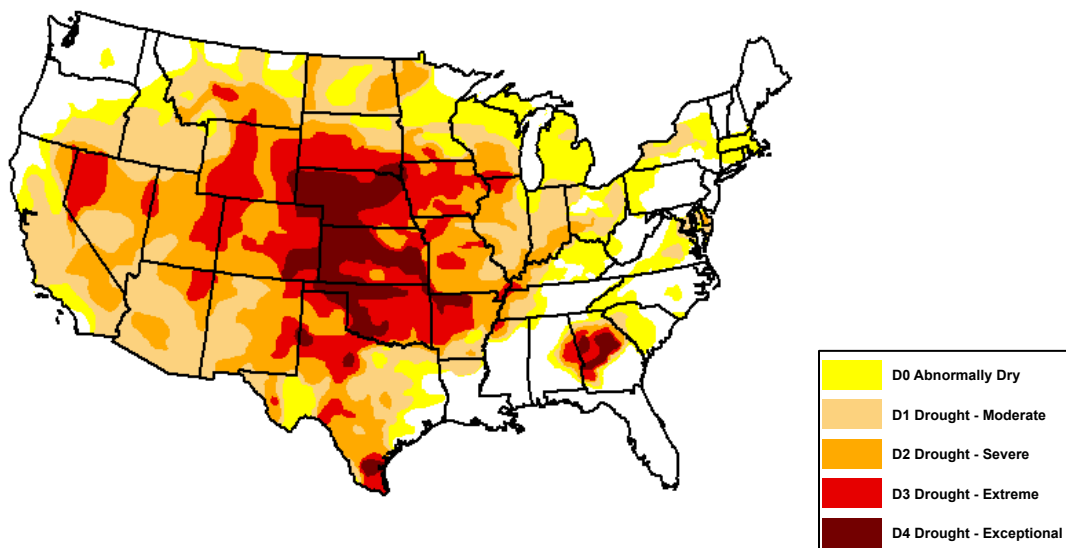 D0 Abnormally Dry
D1 Drought - Moderate
D2 Drought - Severe
D3 Drought - Extreme
D4 Drought - Exceptional